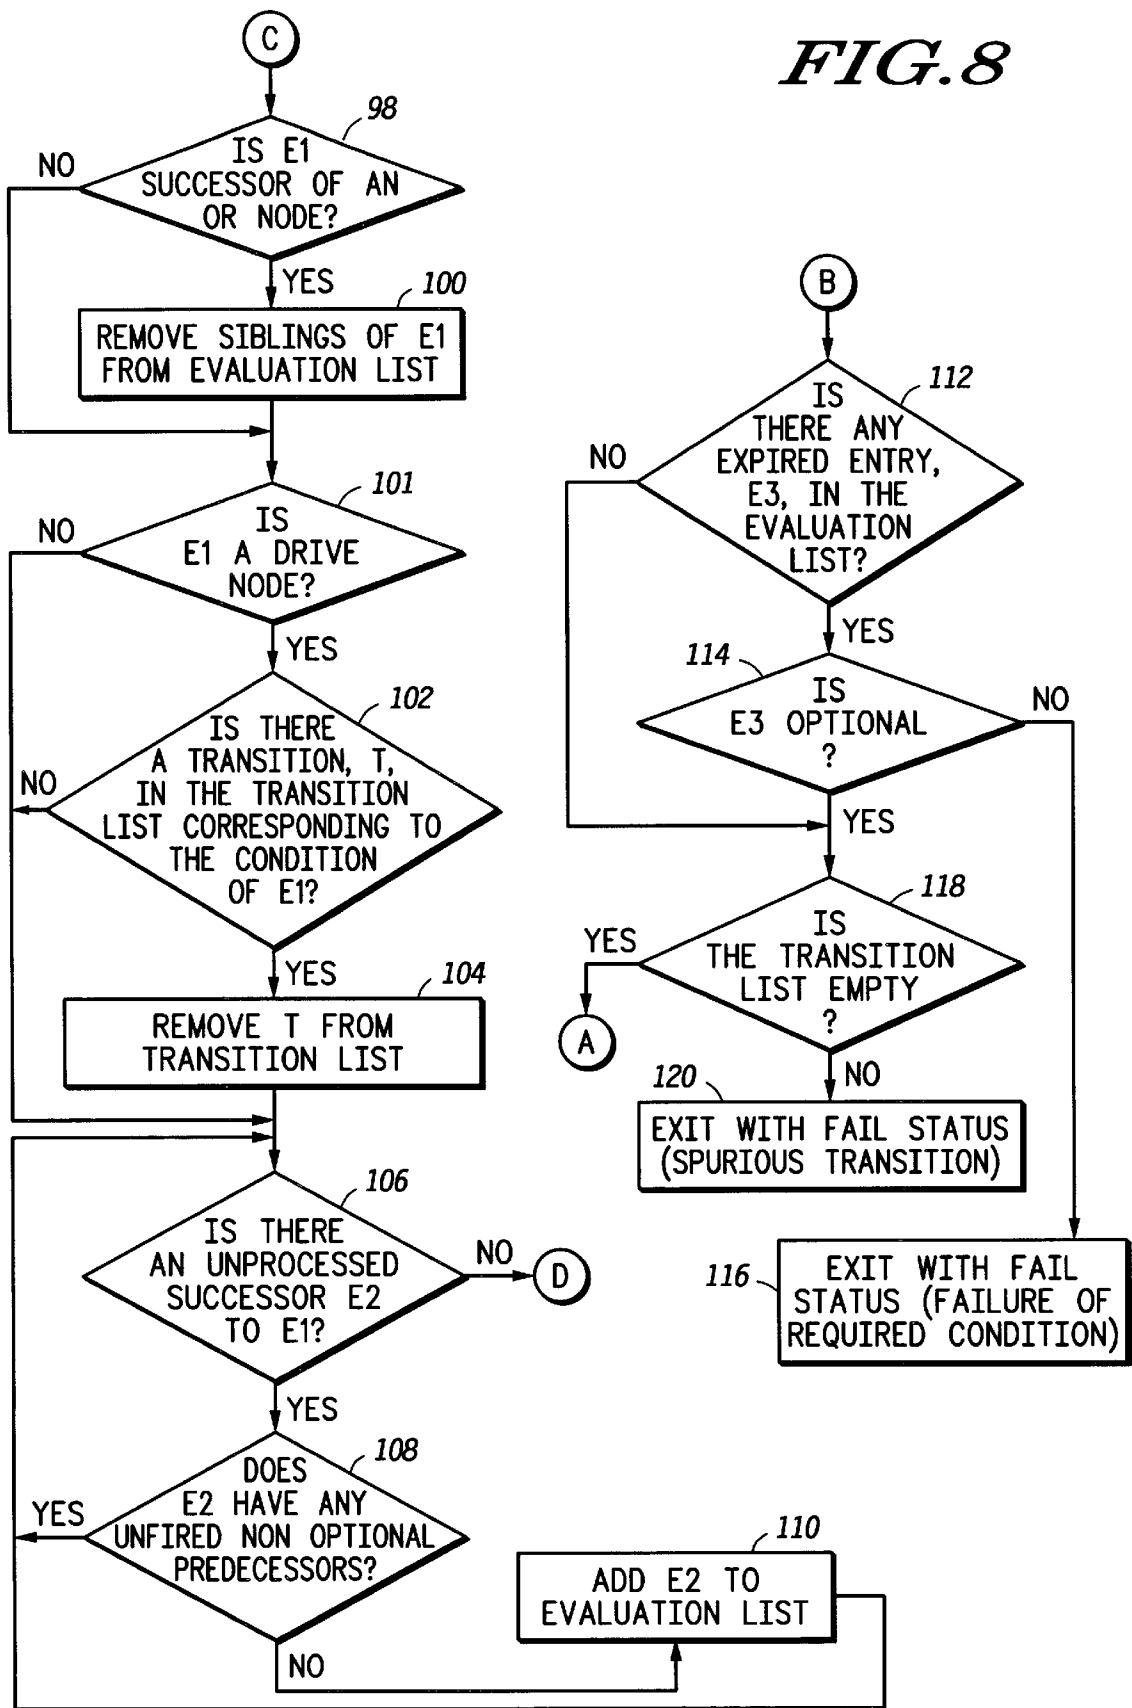 FIG.8
C
98
IS E1
SUCCESSOR OF AN
OR NODE?
NO
YES
100
REMOVE SIBLINGS OF E1
FROM EVALUATION LIST
101
IS
E1 A DRIVE
NODE?
NO
YES
102
IS THERE
A TRANSITION, T,
IN THE TRANSITION
LIST CORRESPONDING TO
THE CONDITION
OF E1?
NO
YES
104
REMOVE T FROM
TRANSITION LIST
106
IS THERE
AN UNPROCESSED
SUCCESSOR E2
TO E1?
NO
D
YES
108
DOES
E2 HAVE ANY
UNFIRED NON OPTIONAL
PREDECESSORS?
YES
NO
110
ADD E2 TO
EVALUATION LIST
B
112
IS
THERE ANY
EXPIRED ENTRY,
E3, IN THE
EVALUATION
LIST?
NO
YES
114
IS
E3 OPTIONAL
?
NO
YES
118
IS
THE TRANSITION
LIST EMPTY
?
YES
A
NO
120
EXIT WITH FAIL STATUS
(SPURIOUS TRANSITION)
116
EXIT WITH FAIL
STATUS (FAILURE OF
REQUIRED CONDITION)